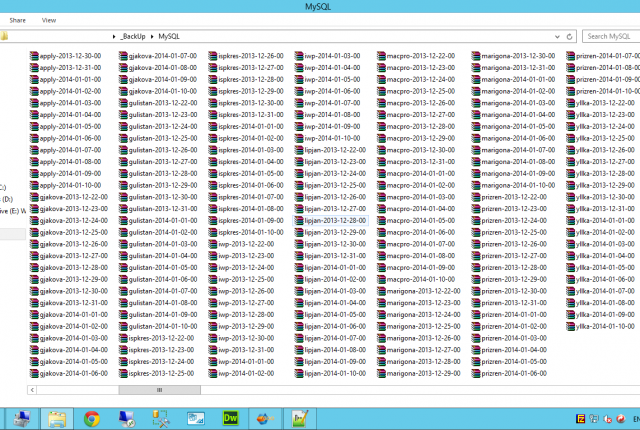 MySQL
Share View
_BackUp ▸ MySQL
Search MySQL
C:)
s (D:)
ive (E:) W
apply-2013-12-30-00
apply-2013-12-31-00
apply-2014-01-01-00
apply-2014-01-02-00
apply-2014-01-03-00
apply-2014-01-04-00
apply-2014-01-05-00
apply-2014-01-06-00
apply-2014-01-07-00
apply-2014-01-08-00
apply-2014-01-09-00
apply-2014-01-10-00
gjakova-2013-12-22-00
gjakova-2013-12-23-00
gjakova-2013-12-24-00
gjakova-2013-12-25-00
gjakova-2013-12-26-00
gjakova-2013-12-27-00
gjakova-2013-12-28-00
gjakova-2013-12-29-00
gjakova-2013-12-30-00
gjakova-2013-12-31-00
gjakova-2014-01-01-00
gjakova-2014-01-02-00
gjakova-2014-01-03-00
gjakova-2014-01-04-00
gjakova-2014-01-05-00
gjakova-2014-01-06-00
gjakova-2014-01-07-00
gjakova-2014-01-08-00
gjakova-2014-01-09-00
gjakova-2014-01-10-00
gulistan-2013-12-22-00
gulistan-2013-12-23-00
gulistan-2013-12-24-00
gulistan-2013-12-25-00
gulistan-2013-12-26-00
gulistan-2013-12-27-00
gulistan-2013-12-28-00
gulistan-2013-12-29-00
gulistan-2013-12-30-00
gulistan-2013-12-31-00
gulistan-2014-01-01-00
gulistan-2014-01-02-00
gulistan-2014-01-03-00
gulistan-2014-01-04-00
gulistan-2014-01-05-00
gulistan-2014-01-06-00
gulistan-2014-01-07-00
gulistan-2014-01-08-00
gulistan-2014-01-09-00
gulistan-2014-01-10-00
ispkres-2013-12-22-00
ispkres-2013-12-23-00
ispkres-2013-12-24-00
ispkres-2013-12-25-00
ispkres-2013-12-26-00
ispkres-2013-12-27-00
ispkres-2013-12-28-00
ispkres-2013-12-29-00
ispkres-2013-12-30-00
ispkres-2013-12-31-00
ispkres-2014-01-01-00
ispkres-2014-01-02-00
ispkres-2014-01-03-00
ispkres-2014-01-04-00
ispkres-2014-01-05-00
ispkres-2014-01-06-00
ispkres-2014-01-07-00
ispkres-2014-01-08-00
ispkres-2014-01-09-00
ispkres-2014-01-10-00
iwp-2013-12-22-00
iwp-2013-12-23-00
iwp-2013-12-24-00
iwp-2013-12-25-00
iwp-2013-12-26-00
iwp-2013-12-27-00
iwp-2013-12-28-00
iwp-2013-12-29-00
iwp-2013-12-30-00
iwp-2013-12-31-00
iwp-2014-01-01-00
iwp-2014-01-02-00
iwp-2014-01-03-00
iwp-2014-01-04-00
iwp-2014-01-05-00
iwp-2014-01-06-00
iwp-2014-01-07-00
iwp-2014-01-08-00
iwp-2014-01-09-00
iwp-2014-01-10-00
lipjan-2013-12-22-00
lipjan-2013-12-23-00
lipjan-2013-12-24-00
lipjan-2013-12-25-00
lipjan-2013-12-26-00
lipjan-2013-12-27-00
lipjan-2013-12-28-00
lipjan-2013-12-29-00
lipjan-2013-12-30-00
lipjan-2013-12-31-00
lipjan-2014-01-01-00
lipjan-2014-01-02-00
lipjan-2014-01-03-00
lipjan-2014-01-04-00
lipjan-2014-01-05-00
lipjan-2014-01-06-00
lipjan-2014-01-07-00
lipjan-2014-01-08-00
lipjan-2014-01-09-00
lipjan-2014-01-10-00
macpro-2013-12-22-00
macpro-2013-12-23-00
macpro-2013-12-24-00
macpro-2013-12-25-00
macpro-2013-12-26-00
macpro-2013-12-27-00
macpro-2013-12-28-00
macpro-2013-12-29-00
macpro-2013-12-30-00
macpro-2013-12-31-00
macpro-2014-01-01-00
macpro-2014-01-02-00
macpro-2014-01-03-00
macpro-2014-01-04-00
macpro-2014-01-05-00
macpro-2014-01-06-00
macpro-2014-01-07-00
macpro-2014-01-08-00
macpro-2014-01-09-00
macpro-2014-01-10-00
marigona-2013-12-22-00
marigona-2013-12-23-00
marigona-2013-12-24-00
marigona-2013-12-25-00
marigona-2013-12-26-00
marigona-2013-12-27-00
marigona-2013-12-28-00
marigona-2013-12-29-00
marigona-2013-12-30-00
marigona-2013-12-31-00
marigona-2014-01-01-00
marigona-2014-01-02-00
marigona-2014-01-03-00
marigona-2014-01-04-00
marigona-2014-01-05-00
marigona-2014-01-06-00
marigona-2014-01-07-00
marigona-2014-01-08-00
marigona-2014-01-09-00
marigona-2014-01-10-00
prizren-2013-12-22-00
prizren-2013-12-23-00
prizren-2013-12-24-00
prizren-2013-12-25-00
prizren-2013-12-26-00
prizren-2013-12-27-00
prizren-2013-12-28-00
prizren-2013-12-29-00
prizren-2013-12-30-00
prizren-2013-12-31-00
prizren-2014-01-01-00
prizren-2014-01-02-00
prizren-2014-01-03-00
prizren-2014-01-04-00
prizren-2014-01-05-00
prizren-2014-01-06-00
prizren-2014-01-07-00
prizren-2014-01-08-00
prizren-2014-01-09-00
prizren-2014-01-10-00
yllka-2013-12-22-00
yllka-2013-12-23-00
yllka-2013-12-24-00
yllka-2013-12-25-00
yllka-2013-12-26-00
yllka-2013-12-27-00
yllka-2013-12-28-00
yllka-2013-12-29-00
yllka-2013-12-30-00
yllka-2013-12-31-00
yllka-2014-01-01-00
yllka-2014-01-02-00
yllka-2014-01-03-00
yllka-2014-01-04-00
yllka-2014-01-05-00
yllka-2014-01-06-00
yllka-2014-01-07-00
yllka-2014-01-08-00
yllka-2014-01-09-00
yllka-2014-01-10-00
Dw
EN